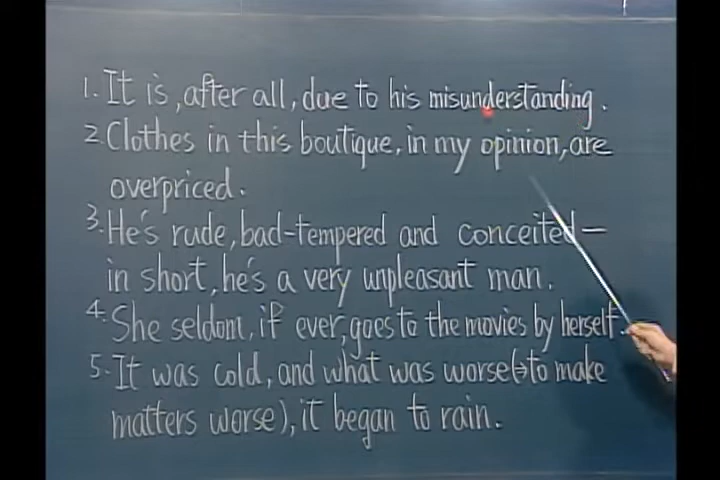 1. It is, after all, due to his misunderstanding.
2. Clothes in this boutique, in my opinion, are
overpriced.
3. He's rude, bad-tempered and conceited—
in short, he's a very unpleasant man.
4. She seldom, if ever, goes to the movies by herself.
5. It was cold, and what was worse(→to make
matters worse), it began to rain.